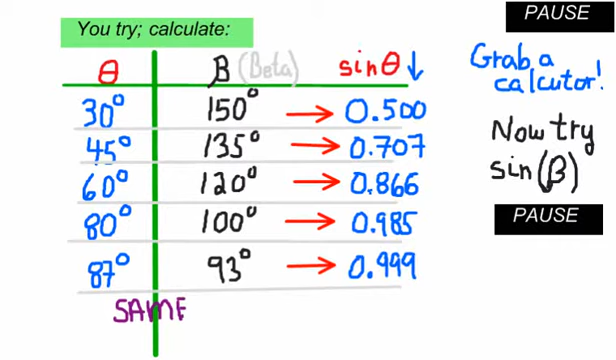 PAUSE
You try; calculate:
θ β (Beta) sinθ ↓
30° 150° → 0.500
45° 135° → 0.707
60° 120° → 0.866
80° 100° → 0.985
87° 93° → 0.999
SAME
Grab a
calcutor!
Now try
sin(β)
PAUSE